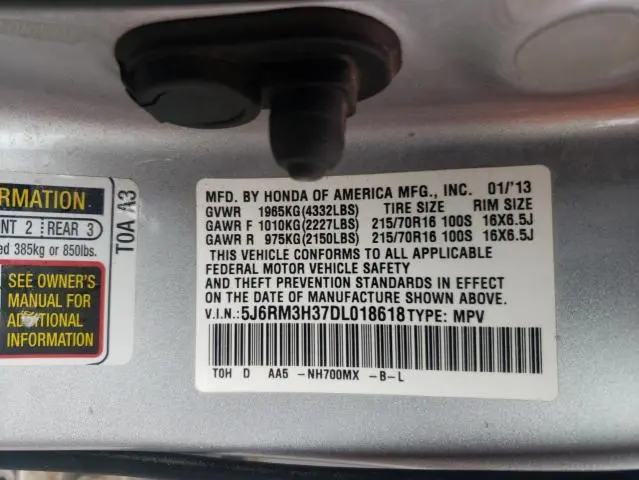 RMATION
NT 2 REAR 3
ed 385kg or 850lbs.
SEE OWNER'S
MANUAL FOR
ADDITIONAL
INFORMATION
T0A A3
MFD. BY HONDA OF AMERICA MFG., INC. 01/'13
GVWR 1965KG(4332LBS) TIRE SIZE RIM SIZE
GAWR F 1010KG(2227LBS) 215/70R16 100S 16X6.5J
GAWR R 975KG(2150LBS) 215/70R16 100S 16X6.5J
THIS VEHICLE CONFORMS TO ALL APPLICABLE
FEDERAL MOTOR VEHICLE SAFETY
AND THEFT PREVENTION STANDARDS IN EFFECT
ON THE DATE OF MANUFACTURE SHOWN ABOVE.
V.I.N.: 5J6RM3H37DL018618 TYPE: MPV
T0H D AA5 -NH700MX -B-L